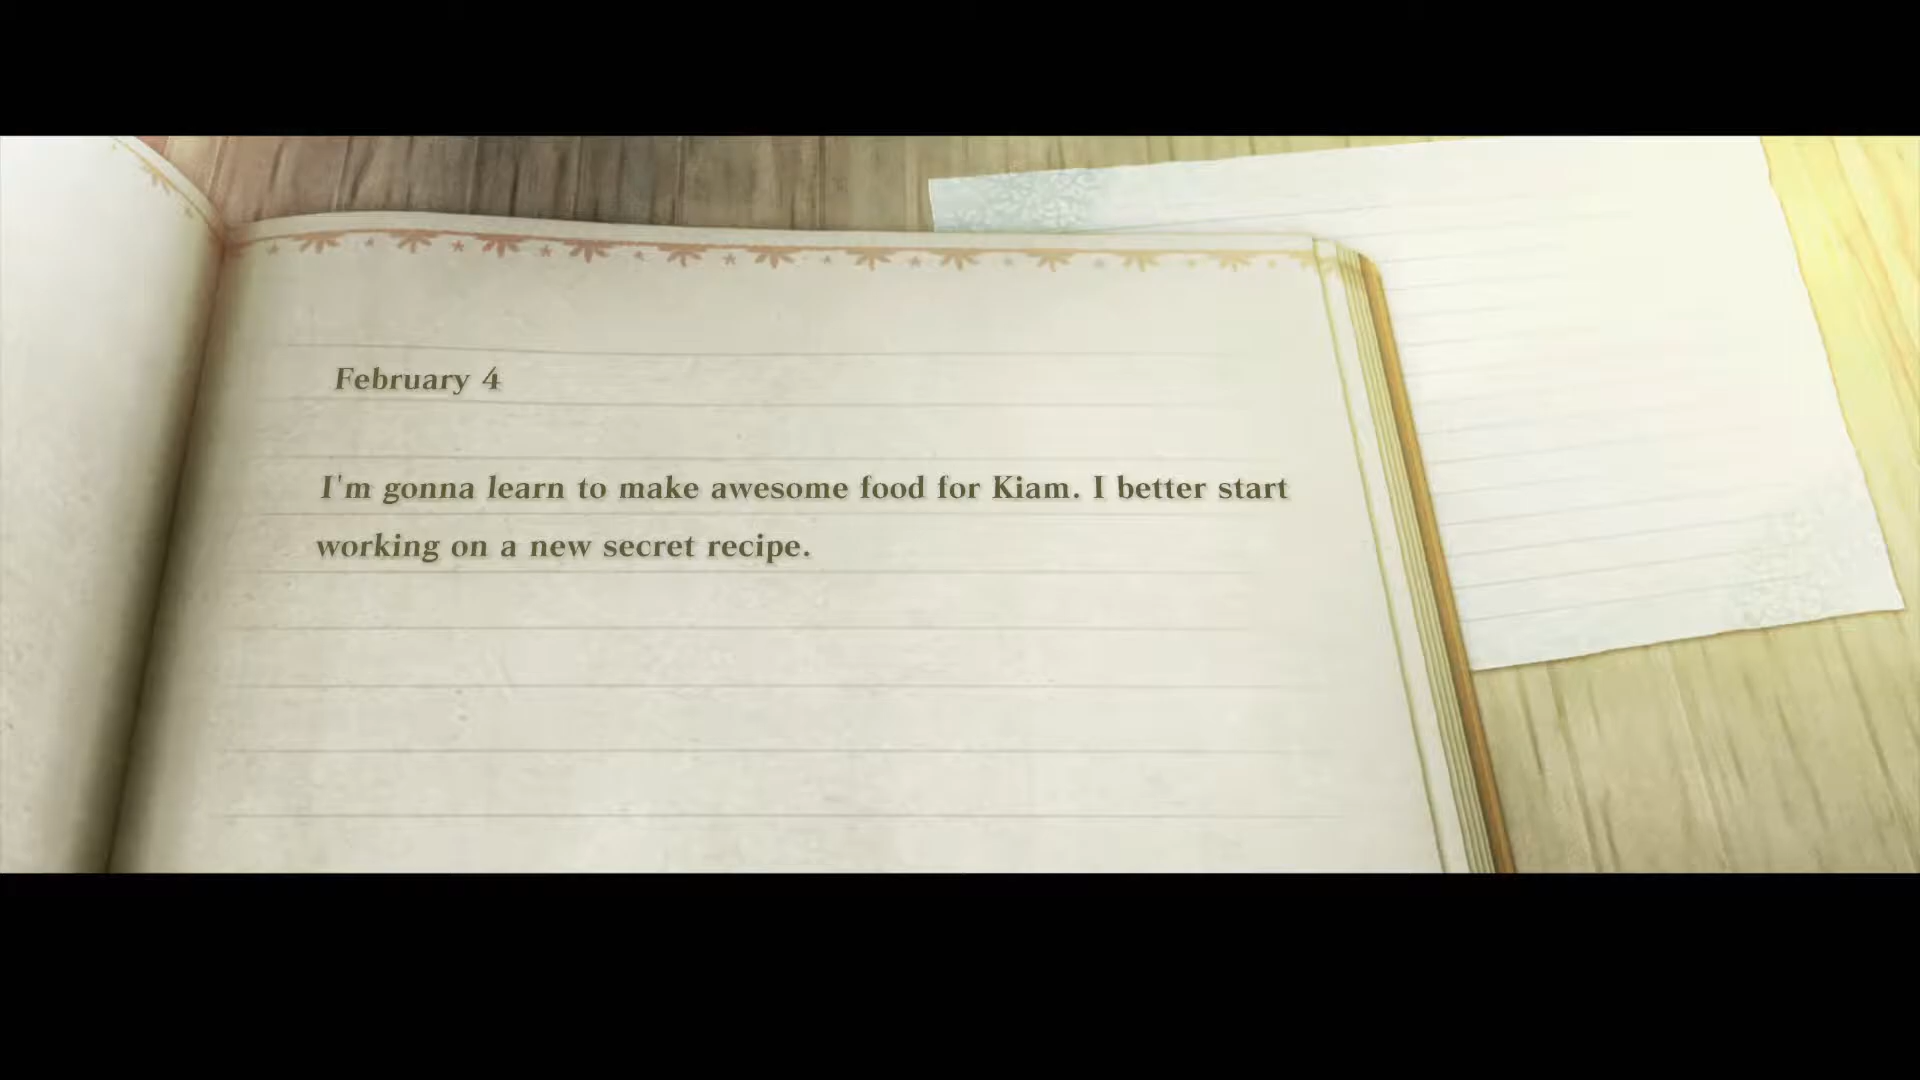 February 4
I'm gonna learn to make awesome food for Kiam. I better start
working on a new secret recipe.